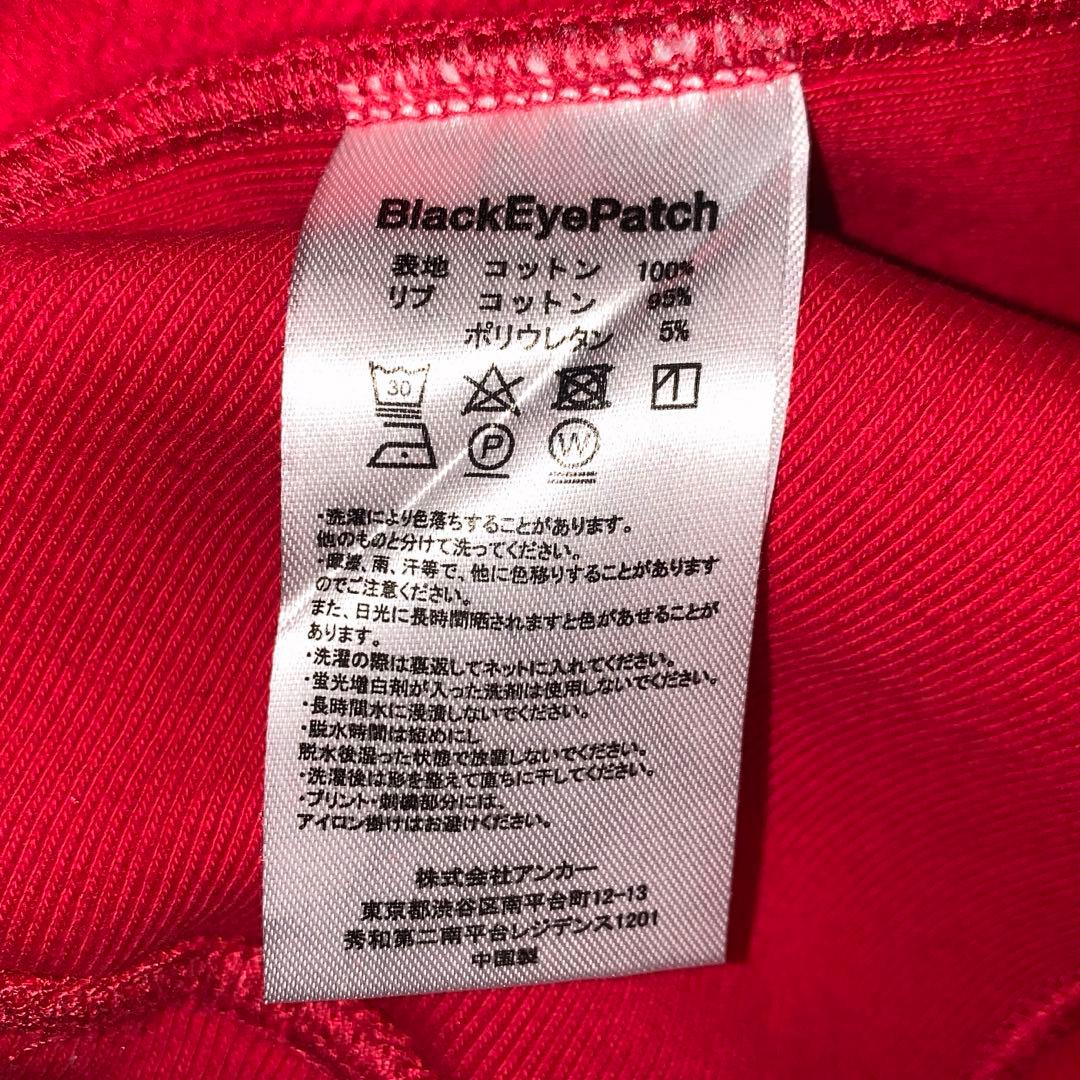 BlackEyePatch
表地 コットン 100%
リブ コットン 95%
ポリウレタン 5%
30
P W
・洗濯により色落ちすることがあります。
他のものと分けて洗ってください。
・摩擦、雨、汗等で、他に色移りすることがあります
のでご注意ください。
また、日光に長時間晒されますと色があせることが
あります。
・洗濯の際は裏返してネットに入れてください。
・蛍光増白剤が入った洗剤は使用しないでください。
・長時間水に浸漬しないでください。
・脱水時間は短めにし
脱水後湿った状態で放置しないでください。
・洗濯後は形を整えて直ちに干してください。
・プリント・刺繍部分には、
アイロン掛けはお避けください。
株式会社アンカー
東京都渋谷区南平台町12-13
秀和第二南平台レジデンス1201
中国製